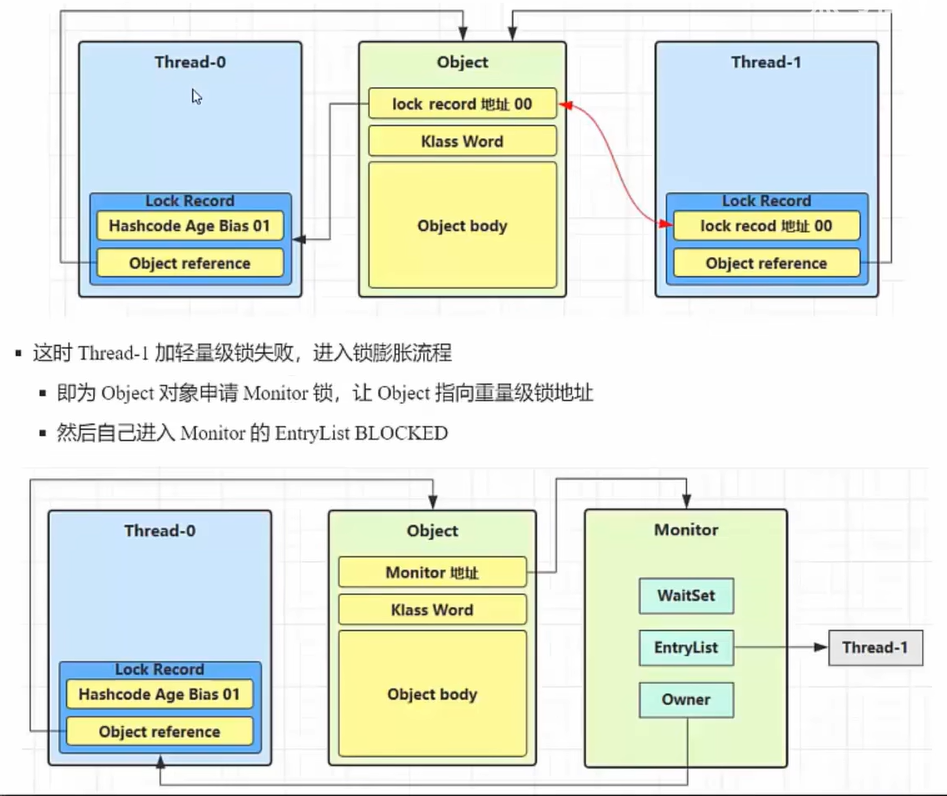 Thread-0
Object
Thread-1
lock record 地址 00
Klass Word
Object body
Lock Record
Hashcode Age Bias 01
Object reference
Lock Record
lock recod 地址 00
Object reference
▪ 这时 Thread-1 加轻量级锁失败，进入锁膨胀流程
▪ 即为 Object 对象申请 Monitor 锁，让 Object 指向重量级锁地址
▪ 然后自己进入 Monitor 的 EntryList BLOCKED
Thread-0
Object
Monitor
Monitor 地址
Klass Word
Object body
Lock Record
Hashcode Age Bias 01
Object reference
WaitSet
EntryList
Owner
Thread-1